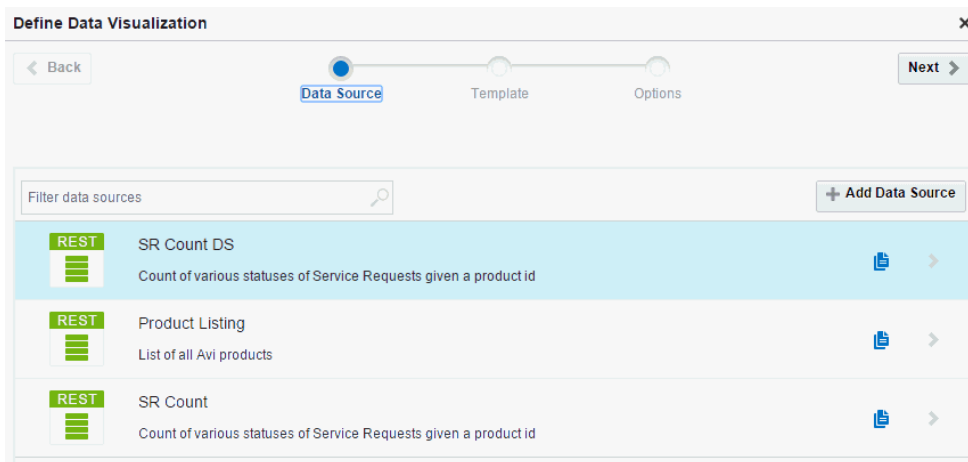 Define Data Visualization
Back
Next
Data Source
Template
Options
Filter data sources
Add Data Source
REST
SR Count DS
Count of various statuses of Service Requests given a product id
REST
Product Listing
List of all Avi products
REST
SR Count
Count of various statuses of Service Requests given a product id